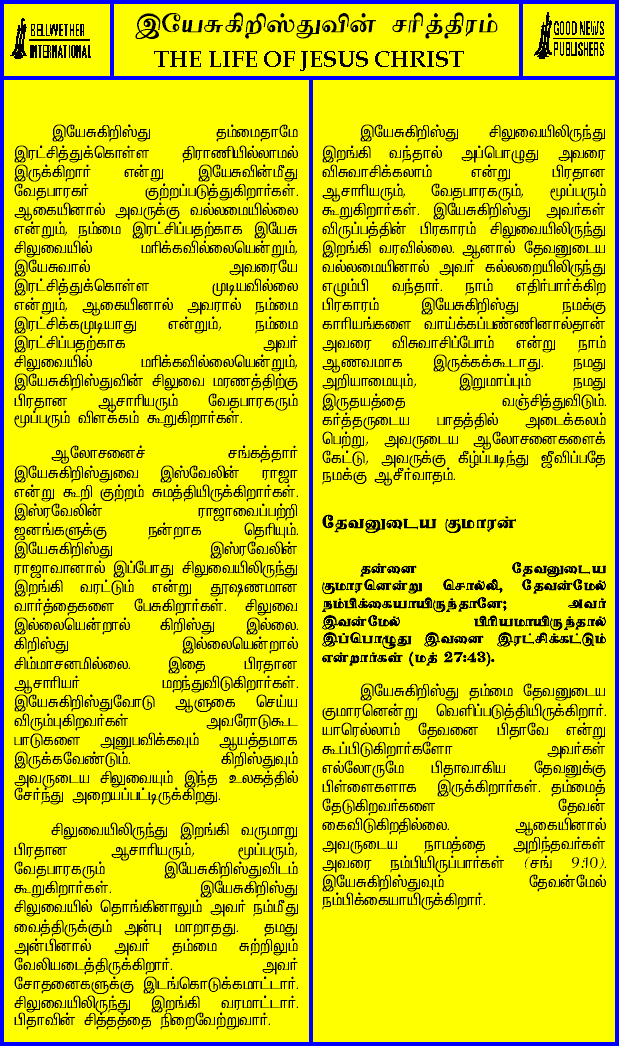 BELLWETHER
INTERNATIONAL
இயேசுகிறிஸ்துவின் சரித்திரம்
THE LIFE OF JESUS CHRIST
GOOD NEWS
PUBLISHERS
இயேசுகிறிஸ்து தம்மைதாமே
இரட்சித்துக்கொள்ள திராணியில்லாமல்
இருக்கிறார் என்று இயேசுவின்மீது
வேதபாரகர் குற்றப்படுத்துகிறார்கள்.
ஆகையினால் அவருக்கு வல்லமையில்லை
என்றும், நம்மை இரட்சிப்பதற்காக இயேசு
சிலுவையில் மரிக்கவில்லையென்றும்,
இயேசுவால் அவரையே
இரட்சித்துக்கொள்ள முடியவில்லை
என்றும், ஆகையினால் அவரால் நம்மை
இரட்சிக்கமுடியாது என்றும், நம்மை
இரட்சிப்பதற்காக அவர்
சிலுவையில் மரிக்கவில்லையென்றும்,
இயேசுகிறிஸ்துவின் சிலுவை மரணத்திற்கு
பிரதான ஆசாரியரும் வேதபாரகரும்
மூப்பரும் விளக்கம் கூறுகிறார்கள்.
ஆலோசனைச் சங்கத்தார்
இயேசுகிறிஸ்துவை இஸ்வேலின் ராஜா
என்று கூறி குற்றம் சுமத்தியிருக்கிறார்கள்.
இஸ்ரவேலின் ராஜாவைப்பற்றி
ஜனங்களுக்கு நன்றாக தெரியும்.
இயேசுகிறிஸ்து இஸ்ரவேலின்
ராஜாவானால் இப்போது சிலுவையிலிருந்து
இறங்கி வரட்டும் என்று தூஷணமான
வார்த்தைகளை பேசுகிறார்கள். சிலுவை
இல்லையென்றால் கிறிஸ்து இல்லை.
கிறிஸ்து இல்லையென்றால்
சிம்மாசனமில்லை. இதை பிரதான
ஆசாரியர் மறந்துவிடுகிறார்கள்.
கிறிஸ்துவோடு ஆளுகை செய்ய
விரும்புகிறவர்கள் அவரோடுகூட
பாடுகளை அனுபவிக்கவும் ஆயத்தமாக
இருக்கவேண்டும். கிறிஸ்துவும்
அவருடைய சிலுவையும் இந்த உலகத்தில்
சேர்ந்து அறையப்பட்டிருக்கிறது.
சிலுவையிலிருந்து இறங்கி வருமாறு
பிரதான ஆசாரியரும், மூப்பரும்,
வேதபாரகரும் இயேசுகிறிஸ்துவிடம்
கூறுகிறார்கள். இயேசுகிறிஸ்து
சிலுவையில் தொங்கினாலும் அவர் நம்மீது
வைத்திருக்கும் அன்பு மாறாதது. தமது
அன்பினால் அவர் தம்மை சுற்றிலும்
வேலியடைத்திருக்கிறார். அவர்
சோதனைகளுக்கு இடங்கொடுக்கமாட்டார்.
சிலுவையிலிருந்து இறங்கி வரமாட்டார்.
பிதாவின் சித்தத்தை நிறைவேற்றுவார்.
இயேசுகிறிஸ்து சிலுவையிலிருந்து
இறங்கி வந்தால் அப்பொழுது அவரை
விசுவாசிக்கலாம் என்று பிரதான
ஆசாரியரும், வேதபாரகரும், மூப்பரும்
கூறுகிறார்கள். இயேசுகிறிஸ்து அவர்கள்
விருப்பத்தின் பிரகாரம் சிலுவையிலிருந்து
இறங்கி வரவில்லை. ஆனால் தேவனுடைய
வல்லமையினால் அவர் கல்லறையிலிருந்து
எழும்பி வந்தார். நாம் எதிர்பார்க்கிற
பிரகாரம் இயேசுகிறிஸ்து நமக்கு
காரியங்களை வாய்க்கப்பண்ணினால்தான்
அவரை விசுவாசிப்போம் என்று நாம்
ஆணவமாக இருக்கக்கூடாது. நமது
அறியாமையும், இறுமாப்பும் நமது
இருதயத்தை வஞ்சித்துவிடும்.
கர்த்தருடைய பாதத்தில் அடைக்கலம்
பெற்று, அவருடைய ஆலோசனைகளைக்
கேட்டு, அவருக்கு கீழ்ப்படிந்து ஜீவிப்பதே
நமக்கு ஆசீர்வாதம்.
தேவனுடைய குமாரன்
தன்னை தேவனுடைய
குமாரனென்று சொல்லி, தேவன்மேல்
நம்பிக்கையாயிருந்தானே; அவர்
இவன்மேல் பிரியமாயிருந்தால்
இப்பொழுது இவனை இரட்சிக்கட்டும்
என்றார்கள் (மத் 27:43).
இயேசுகிறிஸ்து தம்மை தேவனுடைய
குமாரனென்று வெளிப்படுத்தியிருக்கிறார்.
யாரெல்லாம் தேவனை பிதாவே என்று
கூப்பிடுகிறார்களோ அவர்கள்
எல்லோருமே பிதாவாகிய தேவனுக்கு
பிள்ளைகளாக இருக்கிறார்கள். தம்மைத்
தேடுகிறவர்களை தேவன்
கைவிடுகிறதில்லை. ஆகையினால்
அவருடைய நாமத்தை அறிந்தவர்கள்
அவரை நம்பியிருப்பார்கள் (சங் 9:10).
இயேசுகிறிஸ்துவும் தேவன்மேல்
நம்பிக்கையாயிருக்கிறார்.